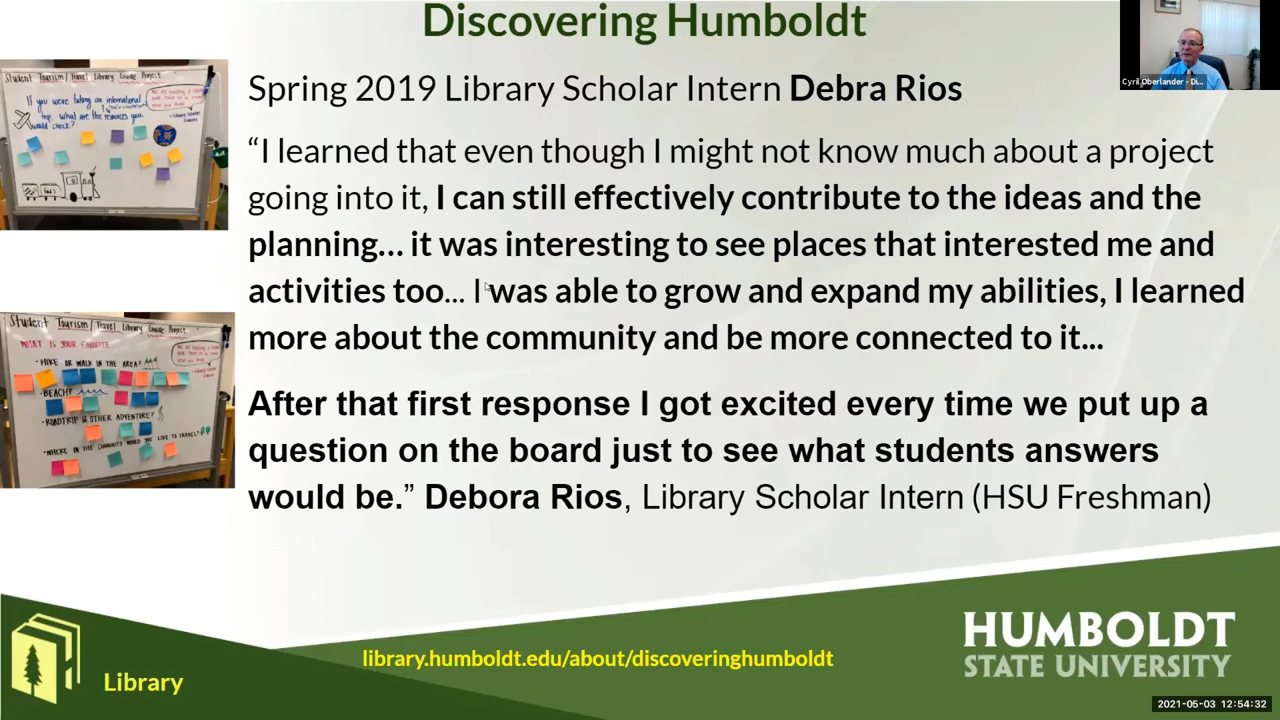 Discovering Humboldt
Cyril Oberlander - Di...
Spring 2019 Library Scholar Intern Debra Rios
“I learned that even though I might not know much about a project
going into it, I can still effectively contribute to the ideas and the
planning... it was interesting to see places that interested me and
activities too... I was able to grow and expand my abilities, I learned
more about the community and be more connected to it...
After that first response I got excited every time we put up a
question on the board just to see what students answers
would be.” Debora Rios, Library Scholar Intern (HSU Freshman)
Student Tourism/Travel Library Guide Project
If you were taking an international
trip, what are the resources you
would check?
Student Tourism/Travel Library Guide Project
WHAT IS YOUR FAVORITE
• HIKE OR WALK IN THE AREA?
• BEACH?
• ROADTRIP OR OTHER ADVENTURE?
• WHERE IN THE COMMUNITY WOULD YOU LIKE TO TRAVEL?
Library
library.humboldt.edu/about/discoveringhumboldt
HUMBOLDT
STATE UNIVERSITY
2021-05-03 12:54:32